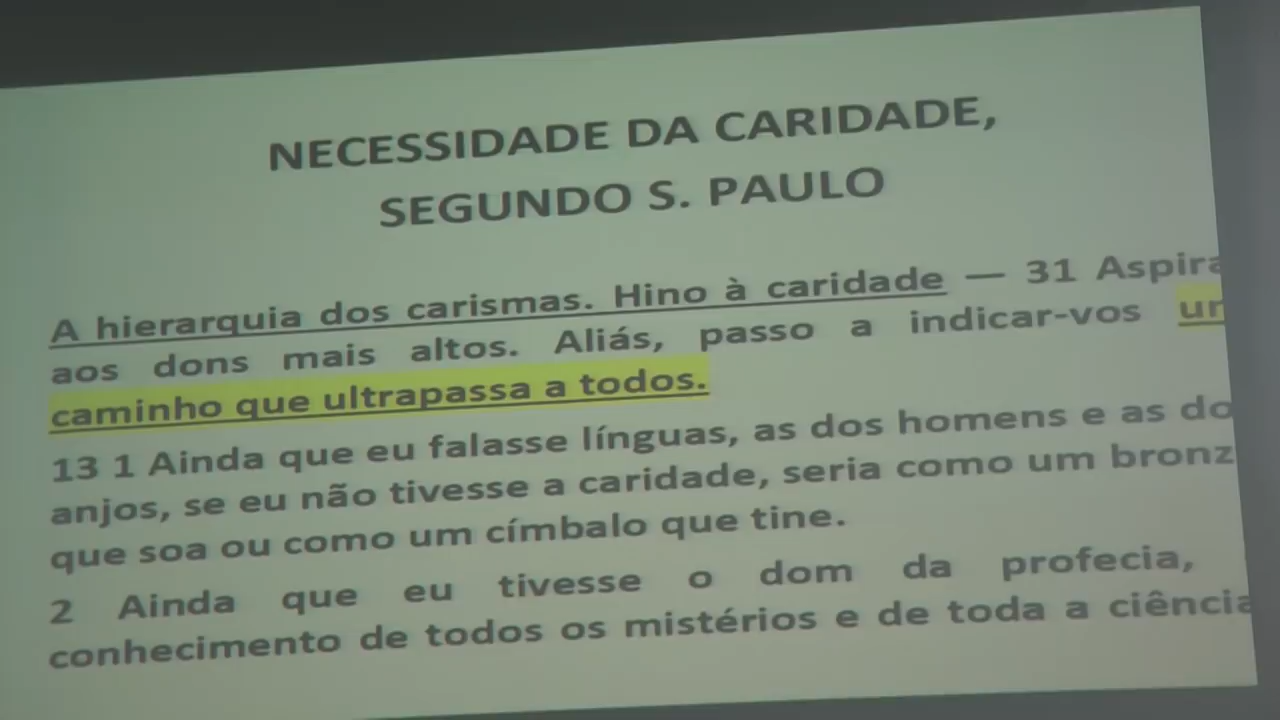 NECESSIDADE DA CARIDADE,
SEGUNDO S. PAULO
A hierarquia dos carismas. Hino à caridade — 31
aos dons mais altos. Aliás, passo a indicar-vos
caminho que ultrapassa a todos.
13 1 Ainda que eu falasse línguas, as dos homens e as
anjos, se eu não tivesse a caridade, seria como um
que soa ou como um címbalo que tine.
2 Ainda que eu tivesse o dom da profecia,
conhecimento de todos os mistérios e de toda a ciência